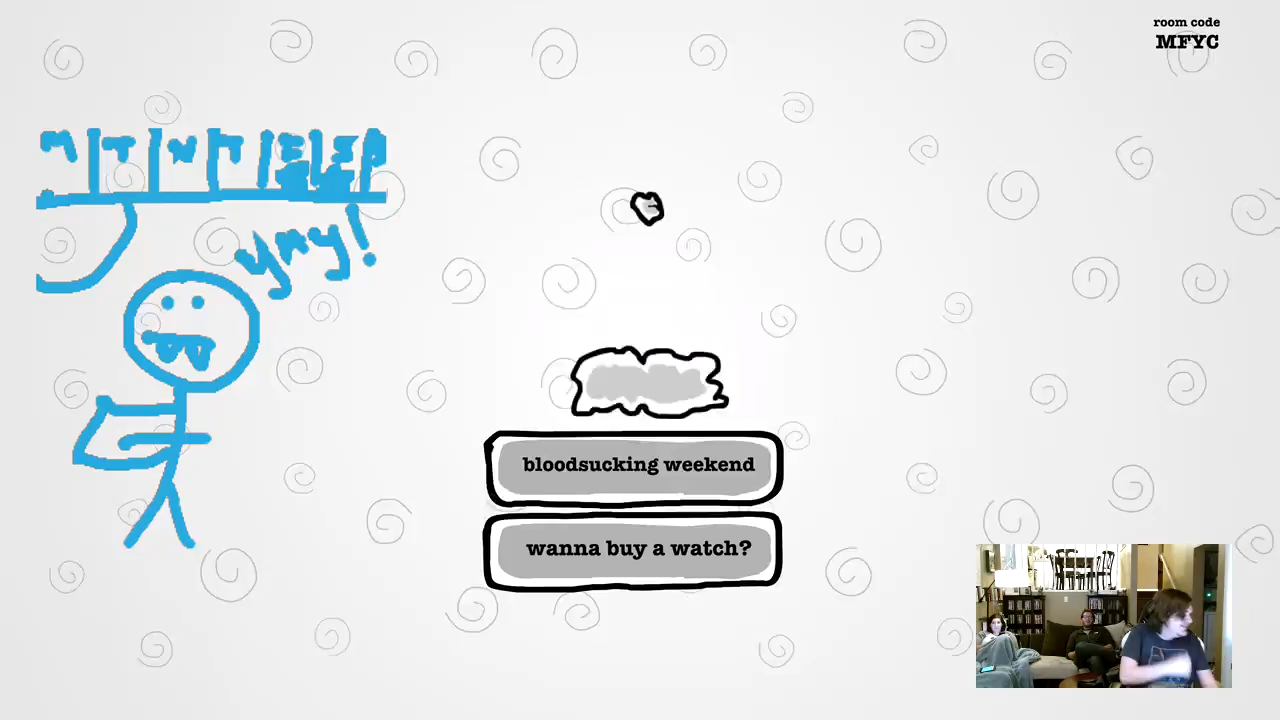 room code
MFYC
M T W T F S S
yay!
bloodsucking weekend
wanna buy a watch?